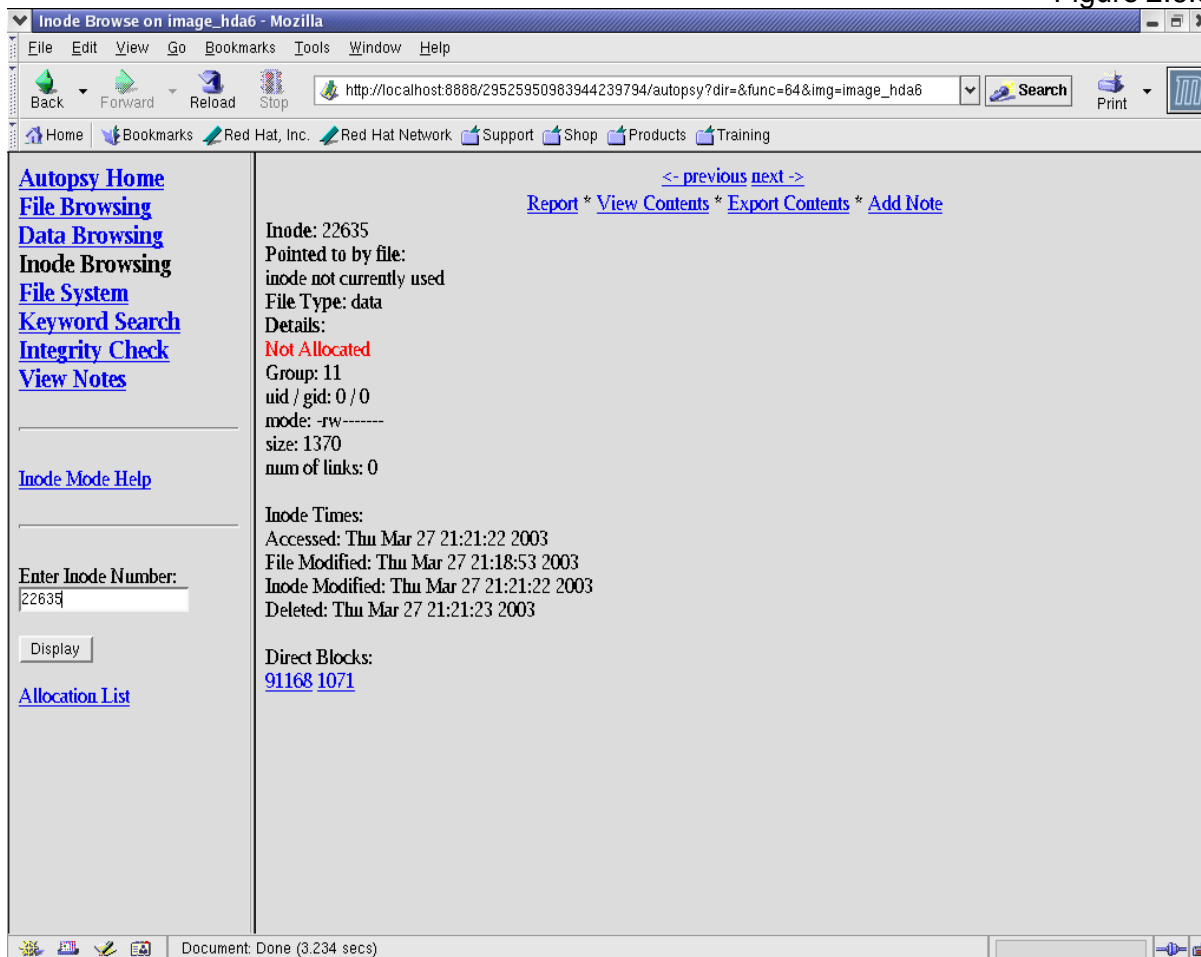 Inode Browse on image_hda6 - Mozilla
File Edit View Go Bookmarks Tools Window Help
Back Forward Reload Stop http://localhost:8888/29525950983944239794/autopsy?dir=&func=64&img=image_hda6 Search Print
Home Bookmarks Red Hat, Inc. Red Hat Network Support Shop Products Training
Autopsy Home
File Browsing
Data Browsing
Inode Browsing
File System
Keyword Search
Integrity Check
View Notes
Inode Mode Help
Enter Inode Number:
22635
Display
Allocation List
<- previous next ->
Report * View Contents * Export Contents * Add Note
Inode: 22635
Pointed to by file:
inode not currently used
File Type: data
Details:
Not Allocated
Group: 11
uid / gid: 0 / 0
mode: -rw-------
size: 1370
num of links: 0
Inode Times:
Accessed: Thu Mar 27 21:21:22 2003
File Modified: Thu Mar 27 21:18:53 2003
Inode Modified: Thu Mar 27 21:21:22 2003
Deleted: Thu Mar 27 21:21:23 2003
Direct Blocks:
91168 1071
Document: Done (3.234 secs)